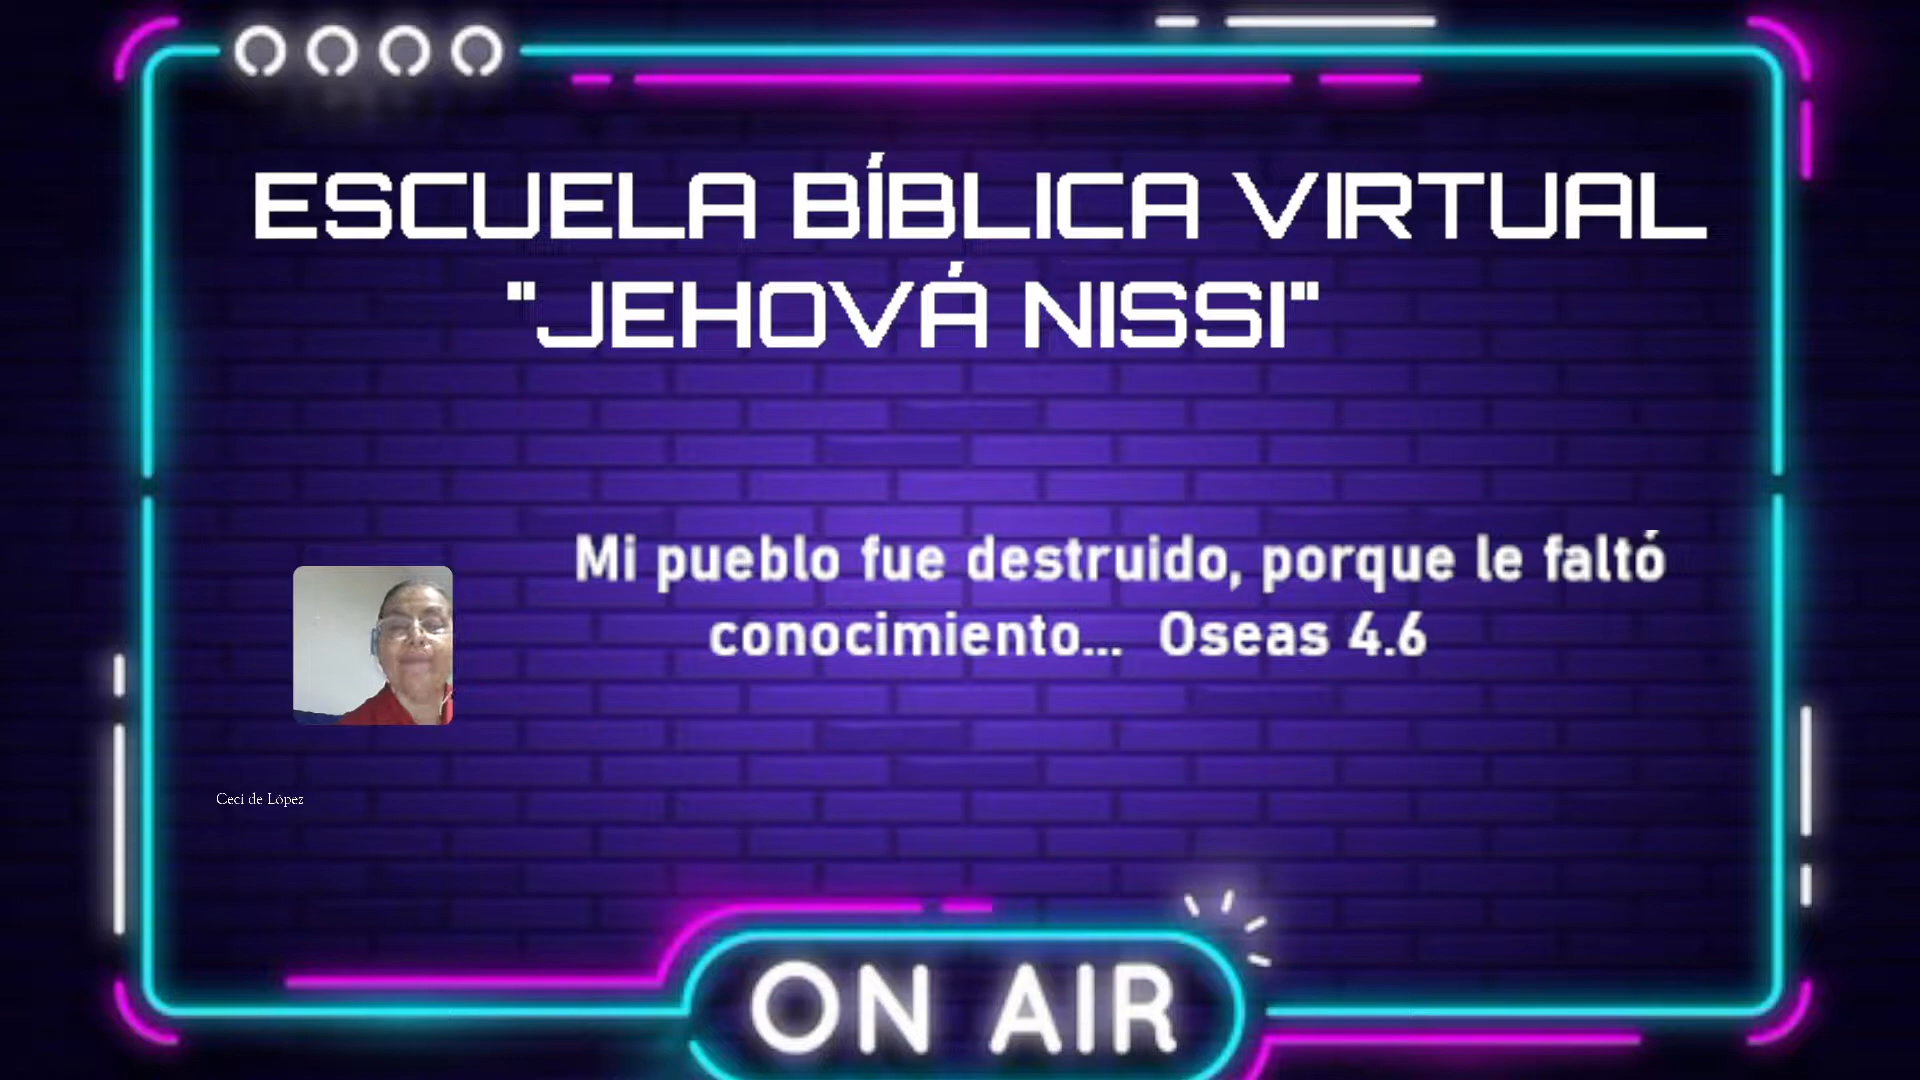 ESCUELA BÍBLICA VIRTUAL
"JEHOVÁ NISSI"
Mi pueblo fue destruido, porque le faltó
conocimiento... Oseas 4.6
Ceci de López
ON AIR